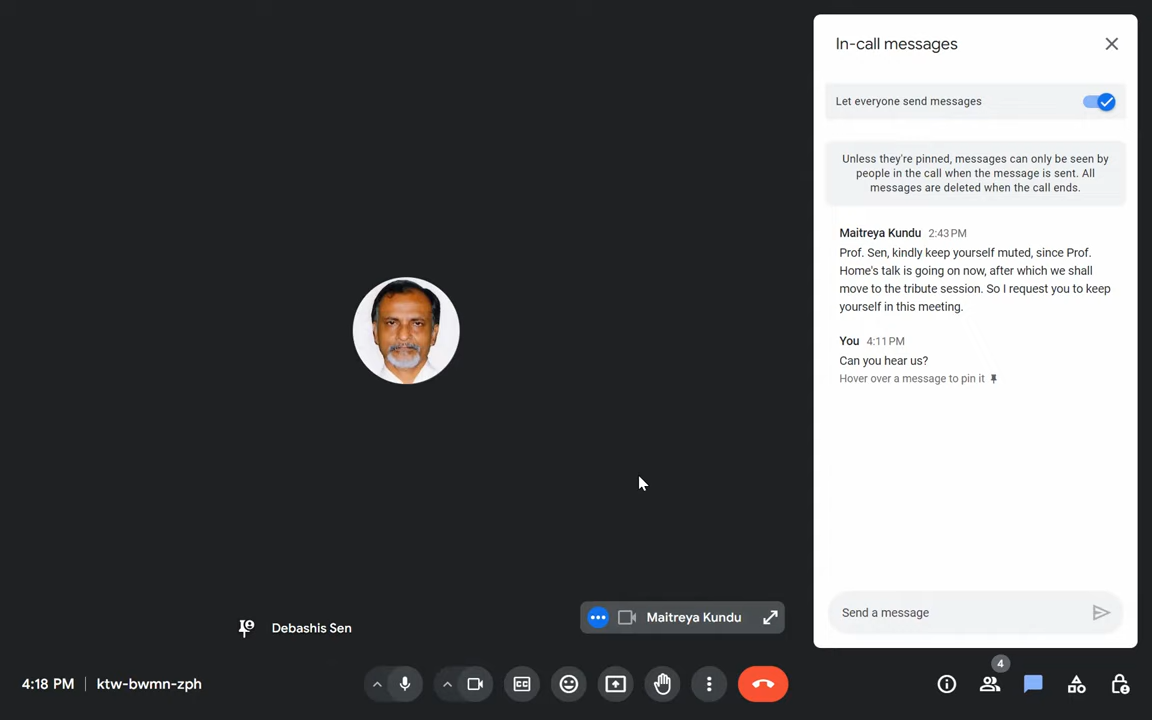 In-call messages
Let everyone send messages
Unless they're pinned, messages can only be seen by
people in the call when the message is sent. All
messages are deleted when the call ends.
Maitreya Kundu 2:43 PM
Prof. Sen, kindly keep yourself muted, since Prof.
Home's talk is going on now, after which we shall
move to the tribute session. So I request you to keep
yourself in this meeting.
You 4:11 PM
Can you hear us?
Hover over a message to pin it
Send a message
Debashis Sen
Maitreya Kundu
4:18 PM | ktw-bwmn-zph
CC
4